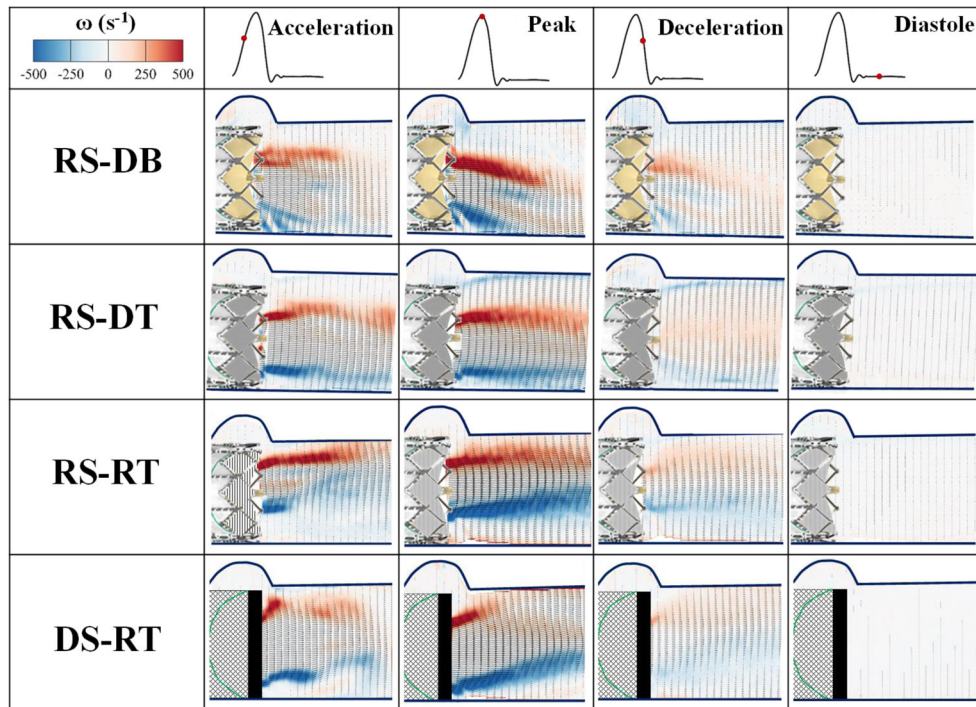 ω (s⁻¹)
-500 -250 0 250 500
Acceleration
Peak
Deceleration
Diastole
RS-DB
RS-DT
RS-RT
DS-RT